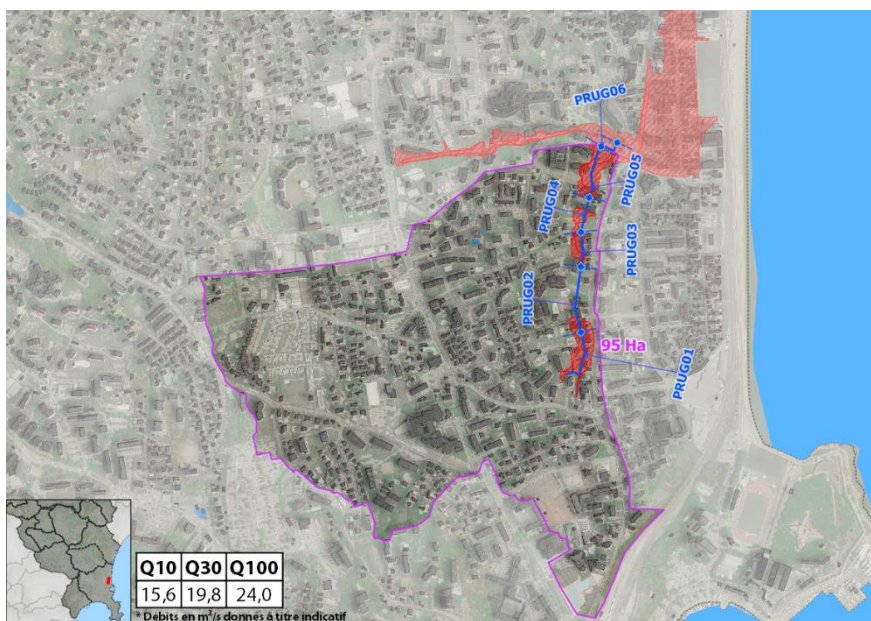 PRUG06
PRUG05
PRUG04
PRUG03
PRUG02
95 Ha
PRUG01
Q10 Q30 Q100
15,6 19,8 24,0
* Debits en m³/s donnés à titre indicatif